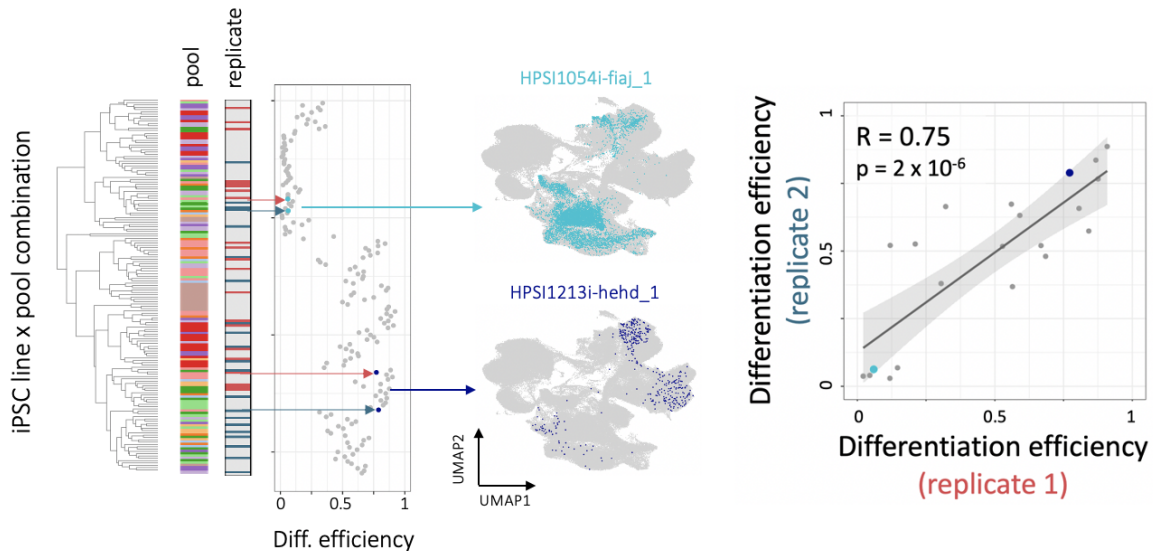 iPSC line x pool combination
pool
replicate
0
0.5
1
Diff. efficiency
HPSI1054i-fiaj_1
HPSI1213i-hehd_1
UMAP2
UMAP1
Differentiation efficiency
(replicate 2)
1
0.5
0
R = 0.75
p = 2 x 10-6
0
0.5
1
Differentiation efficiency
(replicate 1)